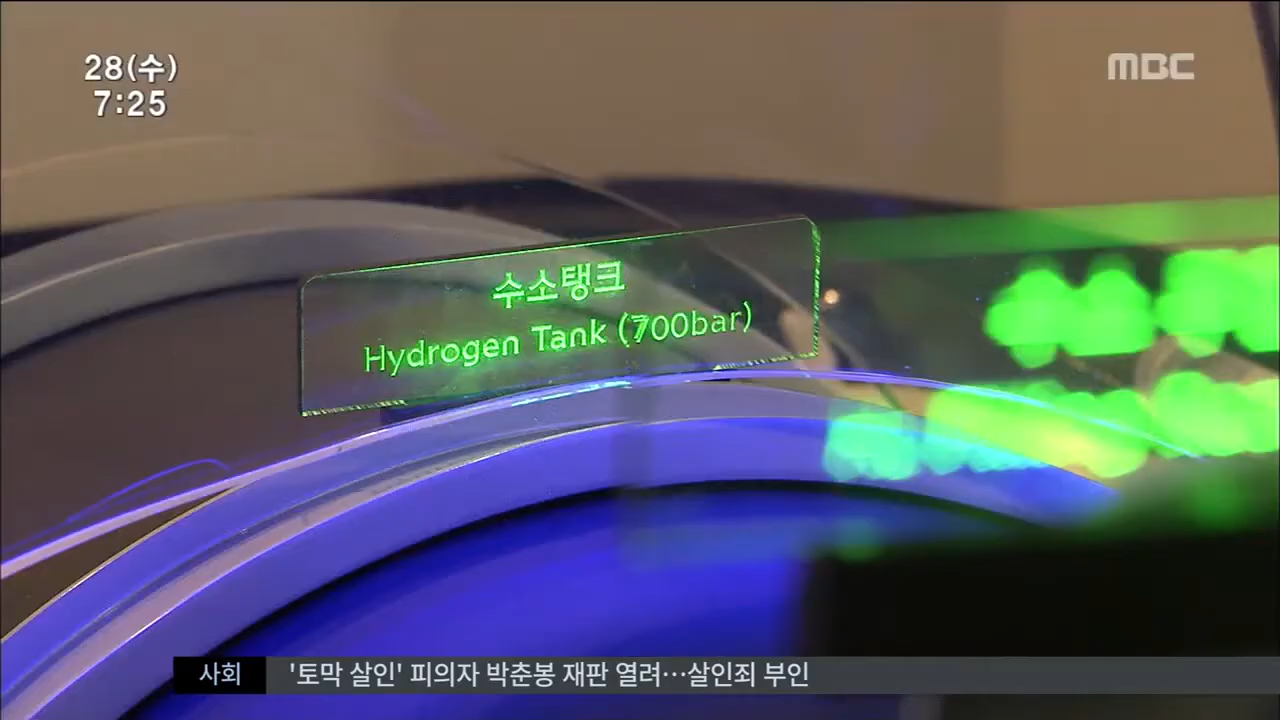 28(수)
7:25
MBC
수소탱크
Hydrogen Tank (700bar)
사회 '토막 살인' 피의자 박춘봉 재판 열려…살인죄 부인